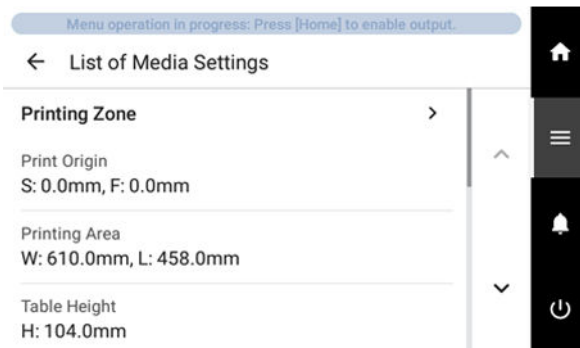 Menu operation in progress: Press [Home] to enable output.
List of Media Settings
Printing Zone
Print Origin
S: 0.0mm, F: 0.0mm
Printing Area
W: 610.0mm, L: 458.0mm
Table Height
H: 104.0mm